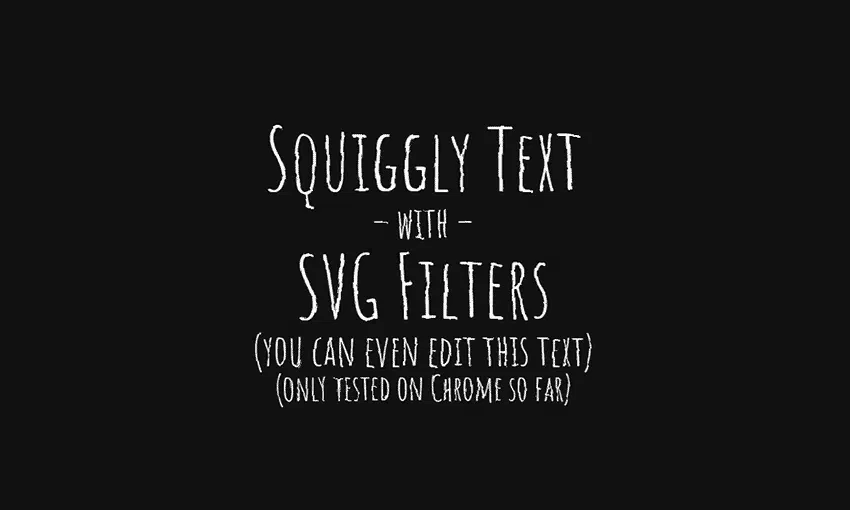 Squiggly Text
– with –
SVG Filters
(you can even edit this text)
(only tested on Chrome so far)